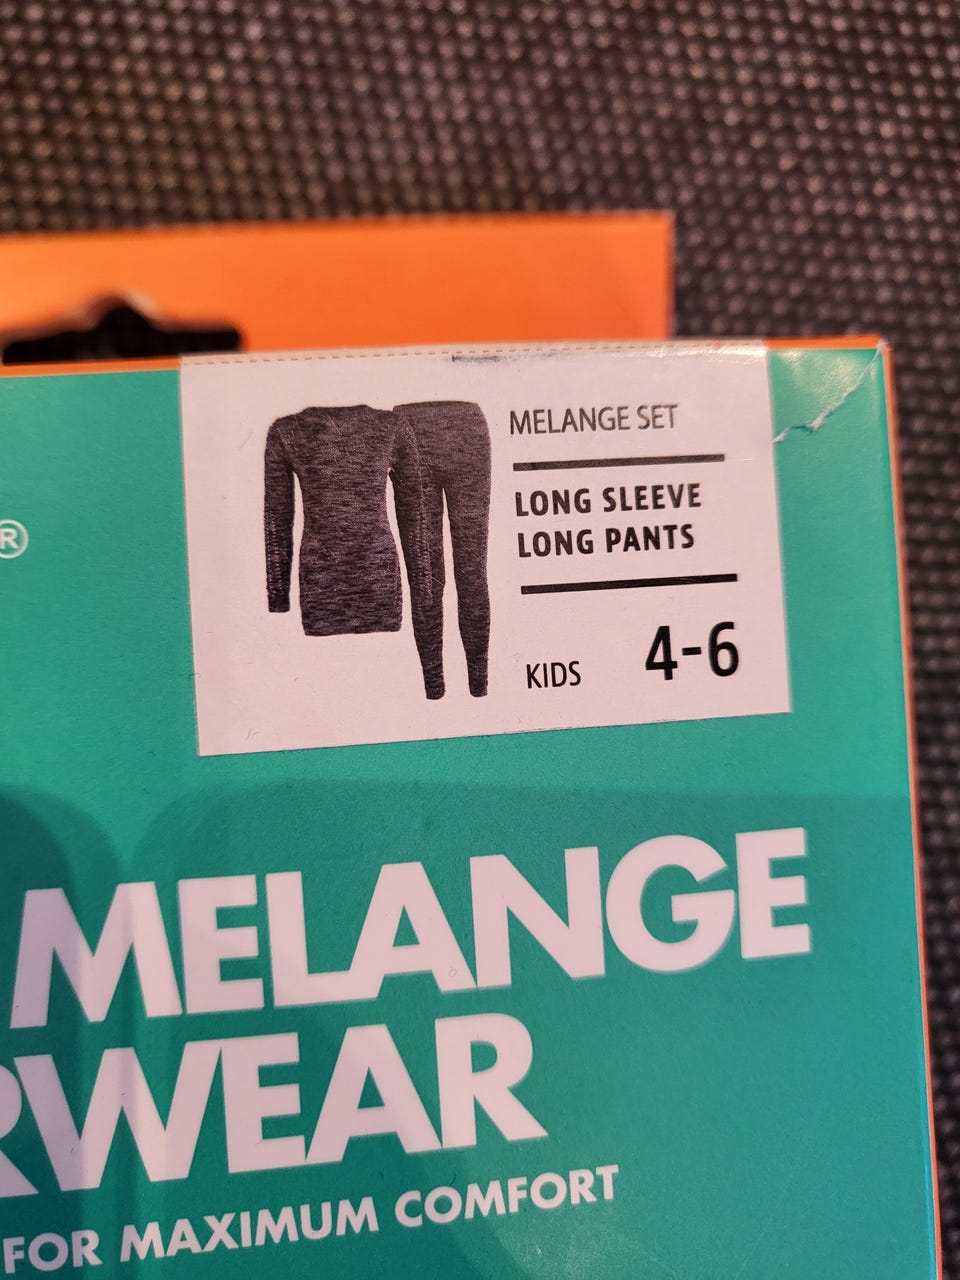 ®
MELANGE SET
LONG SLEEVE
LONG PANTS
KIDS 4-6
MELANGE
RWEAR
FOR MAXIMUM COMFORT